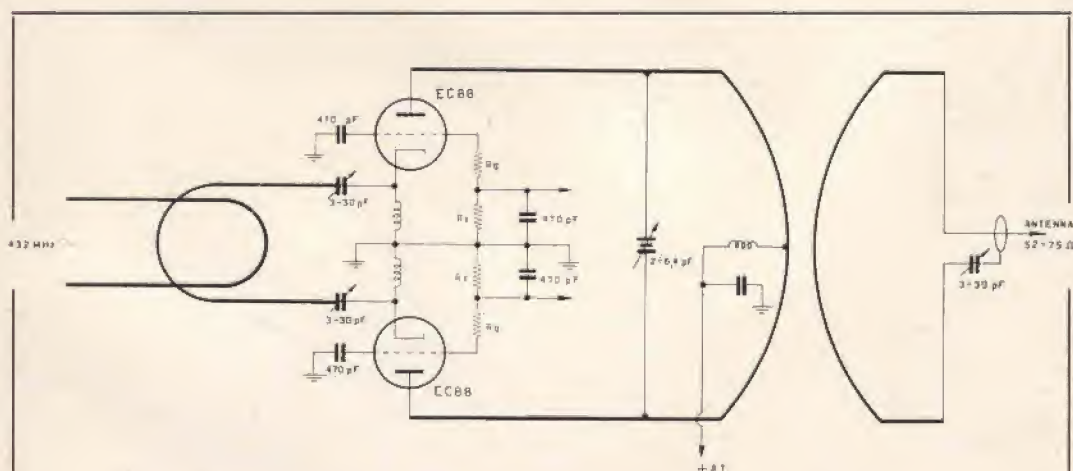 EC88
470 pF
Rg
3-30 pF
R1
470 pF
432 MHz
2÷6,4 pF
ANTENNA
52÷75 Ω
470 pF
3-30 pF
3-30 pF
Rg
470 pF
EC88
+ AT